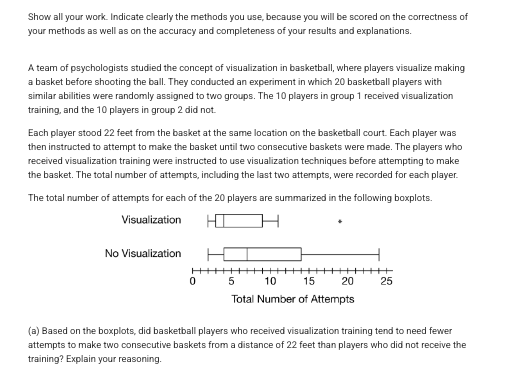 Show all your work. Indicate clearly the methods you use, because you will be scored on the correctness of
your methods as well as on the accuracy and completeness of your results and explanations.
A team of psychologists studied the concept of visualization in basketball, where players visualize making
a basket before shooting the ball. They conducted an experiment in which 20 basketball players with
similar abilities were randomly assigned to two groups. The 10 players in group 1 received visualization
training, and the 10 players in group 2 did not.
Each player stood 22 feet from the basket at the same location on the basketball court. Each player was
then instructed to attempt to make the basket until two consecutive baskets were made. The players who
received visualization training were instructed to use visualization techniques before attempting to make
the basket. The total number of attempts, including the last two attempts, were recorded for each player.
The total number of attempts for each of the 20 players are summarized in the following boxplots.
Visualization
No Visualization
0 5 10 15 20 25
Total Number of Attempts
(a) Based on the boxplots, did basketball players who received visualization training tend to need fewer
attempts to make two consecutive baskets from a distance of 22 feet than players who did not receive the
training? Explain your reasoning.